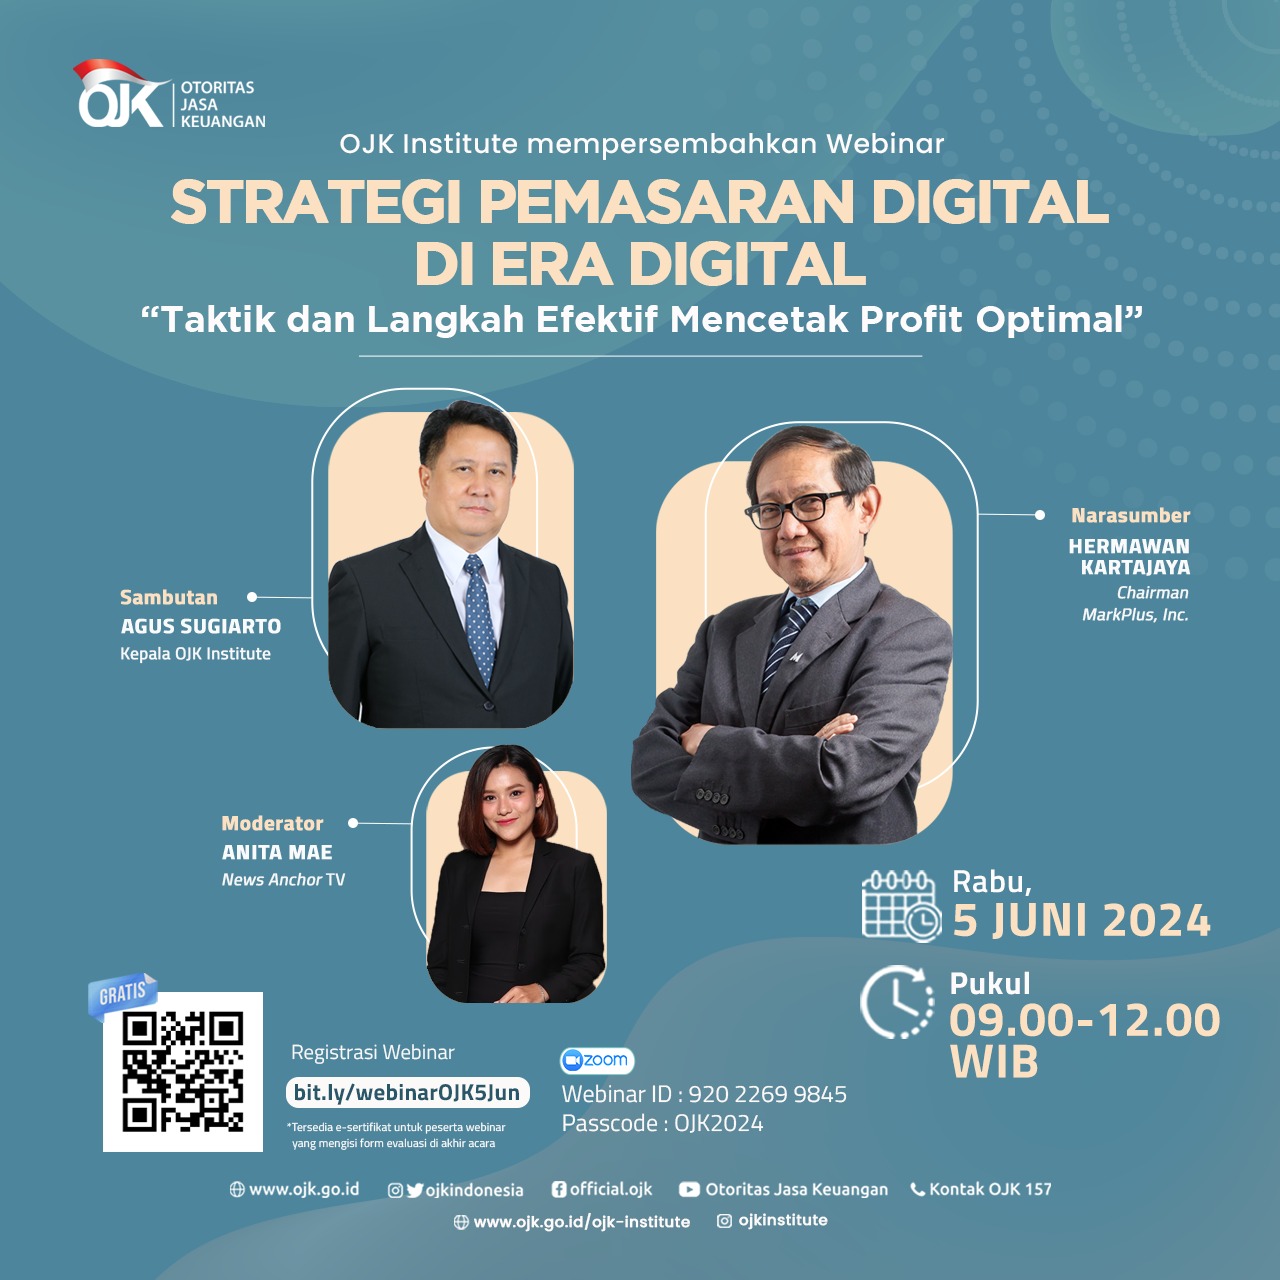 OJK
OTORITAS
JASA
KEUANGAN
OJK Institute mempersembahkan Webinar
STRATEGI PEMASARAN DIGITAL
DI ERA DIGITAL
“Taktik dan Langkah Efektif Mencetak Profit Optimal”
Sambutan
AGUS SUGIARTO
Kepala OJK Institute
Narasumber
HERMAWAN
KARTAJAYA
Chairman
MarkPlus, Inc.
Moderator
ANITA MAE
News Anchor TV
Rabu,
5 JUNI 2024
Pukul
09.00-12.00
WIB
GRATIS
Registrasi Webinar
bit.ly/webinarOJK5Jun
*Tersedia e-sertifikat untuk peserta webinar
yang mengisi form evaluasi di akhir acara
zoom
Webinar ID : 920 2269 9845
Passcode : OJK2024
www.ojk.go.id ojkindonesia official.ojk Otoritas Jasa Keuangan Kontak OJK 157
www.ojk.go.id/ojk-institute ojkinstitute